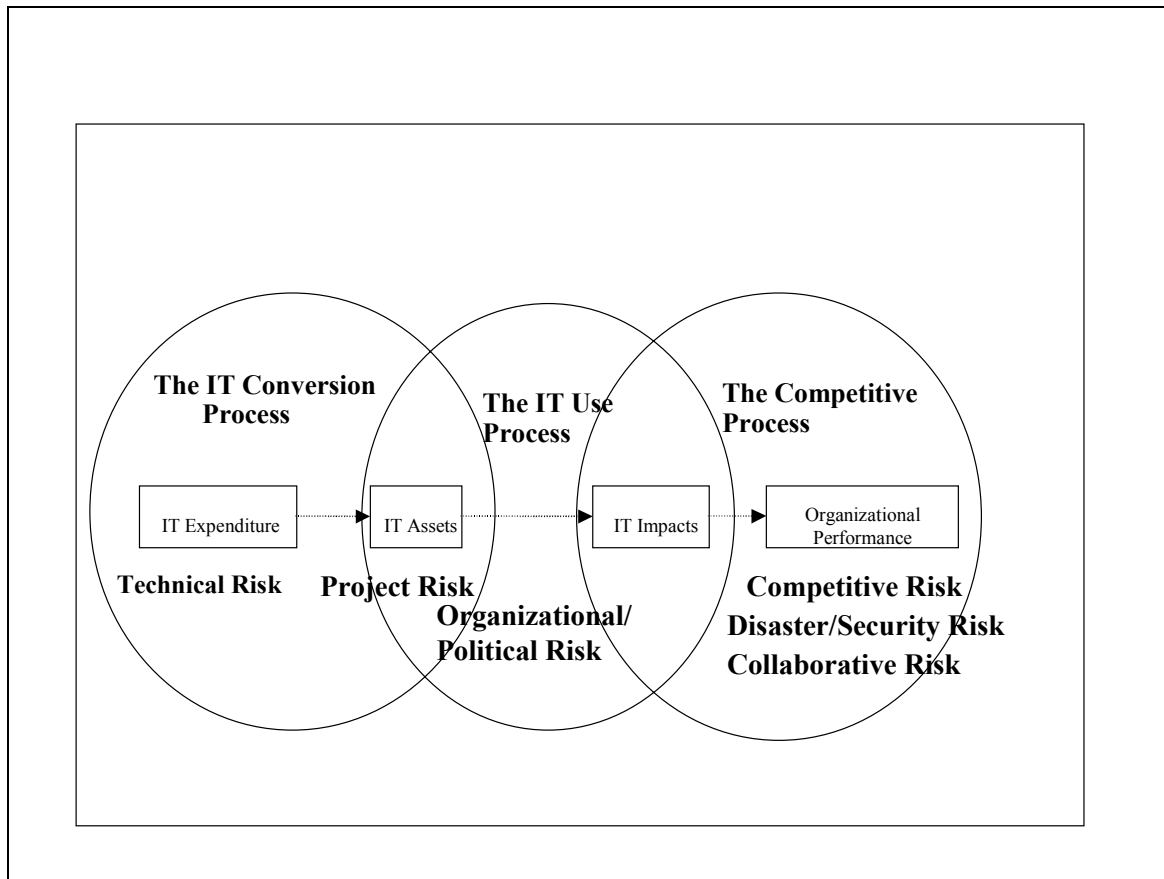 The IT Conversion
Process
The IT Use
Process
The Competitive
Process
IT Expenditure
IT Assets
IT Impacts
Organizational
Performance
Technical Risk
Project Risk
Organizational/
Political Risk
Competitive Risk
Disaster/Security Risk
Collaborative Risk